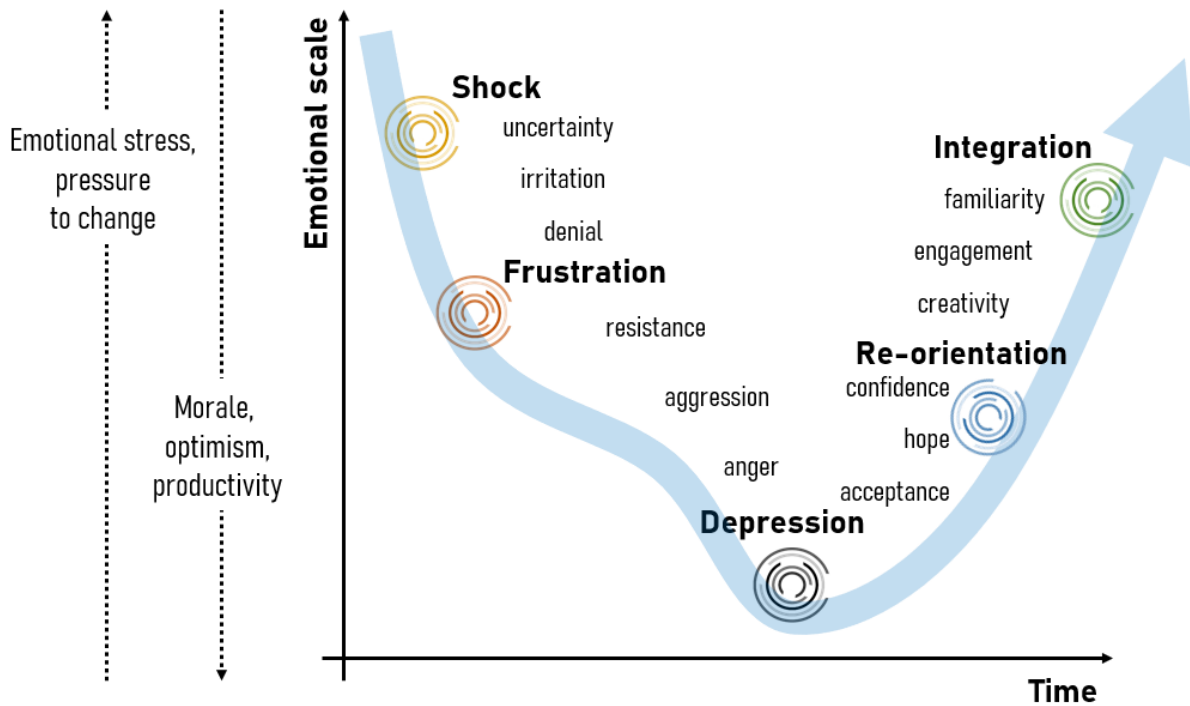 Emotional stress,
pressure
to change
Morale,
optimism,
productivity
Emotional scale
Shock
uncertainty
irritation
denial
Frustration
resistance
aggression
anger
Depression
Integration
familiarity
engagement
creativity
Re-orientation
confidence
hope
acceptance
Time